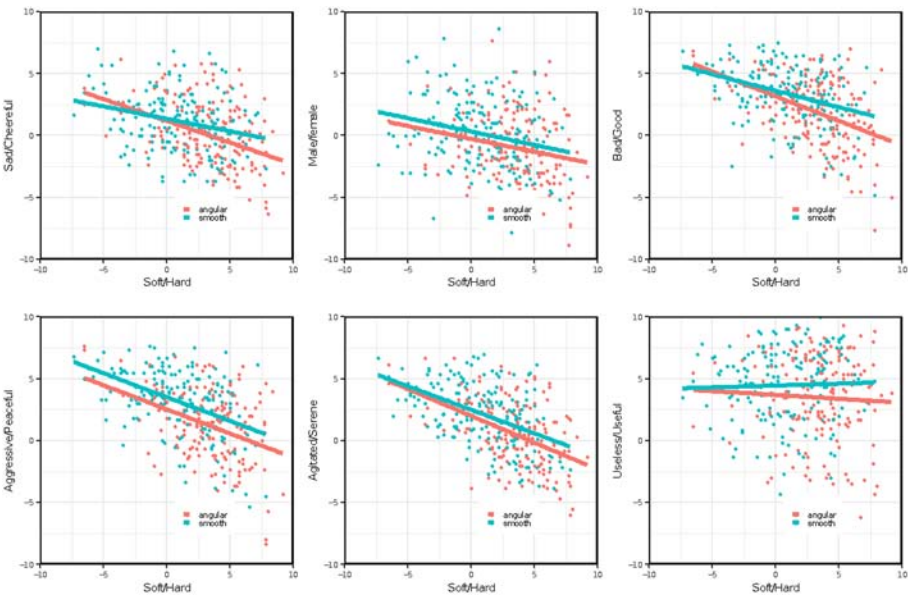 10
5
0
−5
−10
Sad/Cheereful
−10 −5 0 5 10
Soft/Hard
angular
smooth
10
5
0
−5
−10
Male/female
−10 −5 0 5 10
Soft/Hard
angular
smooth
10
5
0
−5
−10
Bad/Good
−10 −5 0 5 10
Soft/Hard
angular
smooth
10
5
0
−5
−10
Aggressive/Peaceful
−10 −5 0 5 10
Soft/Hard
angular
smooth
10
5
0
−5
−10
Agitated/Serene
−10 −5 0 5 10
Soft/Hard
angular
smooth
10
5
0
−5
−10
Useless/Useful
−10 −5 0 5 10
Soft/Hard
angular
smooth